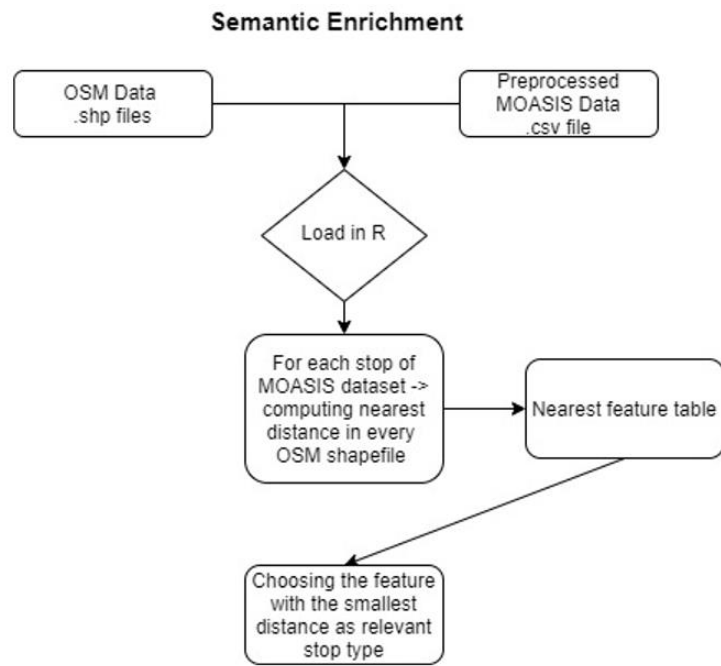 Semantic Enrichment
OSM Data
.shp files
Preprocessed
MOASIS Data
.csv file
Load in R
For each stop of
MOASIS dataset ->
computing nearest
distance in every
OSM shapefile
Nearest feature table
Choosing the feature
with the smallest
distance as relevant
stop type